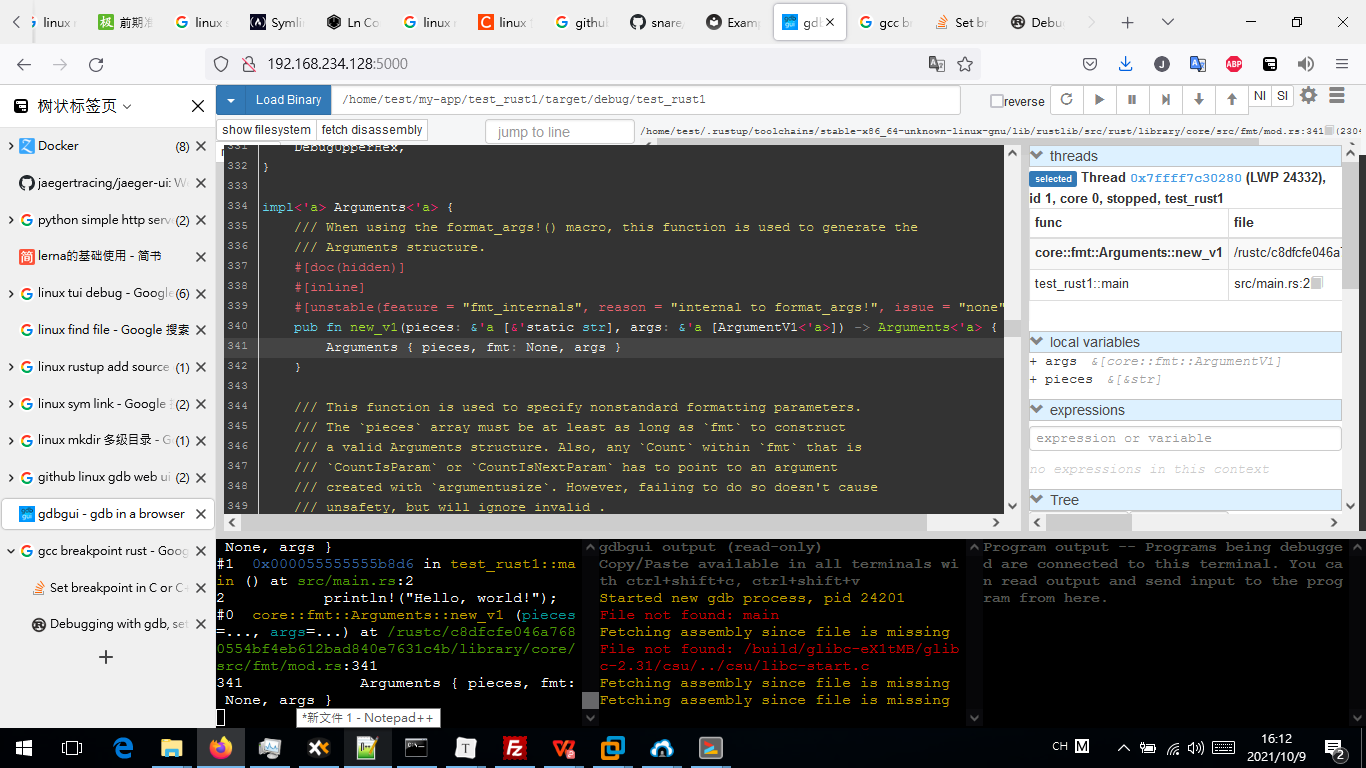 linux r
前期准
linux s
Symlin
Ln Co
linux r
linux t
githul
snare,
Examp
gdb
gcc be
Set br
Debu
192.168.234.128:5000
树状标签页
Docker
(8)
jaegertracing/jaeger-ui: We
python simple http serve
(2)
lerna的基础使用 - 简书
linux tui debug - Google
(6)
linux find file - Google 搜索
linux rustup add source
(1)
linux sym link - Google
(2)
linux mkdir 多级目录 - G
(1)
github linux gdb web ui
(2)
gdbgui - gdb in a browser
gcc breakpoint rust - Goog
Set breakpoint in C or C+
Debugging with gdb, set
Load Binary
/home/test/my-app/test_rust1/target/debug/test_rust1
reverse
NI
SI
show filesystem
fetch disassembly
jump to line
/home/test/.rustup/toolchains/stable-x86_64-unknown-linux-gnu/lib/rustlib/src/rust/library/core/src/fmt/mod.rs:341
(2304
331 DebugUpperHex,
332 }
333
334 impl<'a> Arguments<'a> {
335 /// When using the format_args!() macro, this function is used to generate the
336 /// Arguments structure.
337 #[doc(hidden)]
338 #[inline]
339 #[unstable(feature = "fmt_internals", reason = "internal to format_args!", issue = "none"
340 pub fn new_v1(pieces: &'a [&'static str], args: &'a [ArgumentV1<'a>]) -> Arguments<'a> {
341 Arguments { pieces, fmt: None, args }
342 }
343
344 /// This function is used to specify nonstandard formatting parameters.
345 /// The `pieces` array must be at least as long as `fmt` to construct
346 /// a valid Arguments structure. Also, any `Count` within `fmt` that is
347 /// `CountIsParam` or `CountIsNextParam` has to point to an argument
348 /// created with `argumentusize`. However, failing to do so doesn't cause
349 /// unsafety, but will ignore invalid .
threads
selected Thread 0x7ffff7c30280 (LWP 24332),
id 1, core 0, stopped, test_rust1
func file
core::fmt::Arguments::new_v1 /rustc/c8dfcfe046a7
test_rust1::main src/main.rs:2
local variables
+ args &[core::fmt::ArgumentV1]
+ pieces &[&str]
expressions
expression or variable
no expressions in this context
Tree
None, args }
#1 0x000055555555b8d6 in test_rust1::ma
in () at src/main.rs:2
2 println!("Hello, world!");
#0 core::fmt::Arguments::new_v1 (pieces
=..., args=...) at /rustc/c8dfcfe046a768
0554bf4eb612bad840e7631c4b/library/core/
src/fmt/mod.rs:341
341 Arguments { pieces, fmt:
None, args }
gdbgui output (read-only)
Copy/Paste available in all terminals wi
th ctrl+shift+c, ctrl+shift+v
Started new gdb process, pid 24201
File not found: main
Fetching assembly since file is missing
File not found: /build/glibc-eX1tMB/glib
c-2.31/csu/../csu/libc-start.c
Fetching assembly since file is missing
Fetching assembly since file is missing
Program output -- Programs being debugge
d are connected to this terminal. You ca
n read output and send input to the prog
ram from here.
*新文件 1 - Notepad++
CH M
16:12
2021/10/9
2